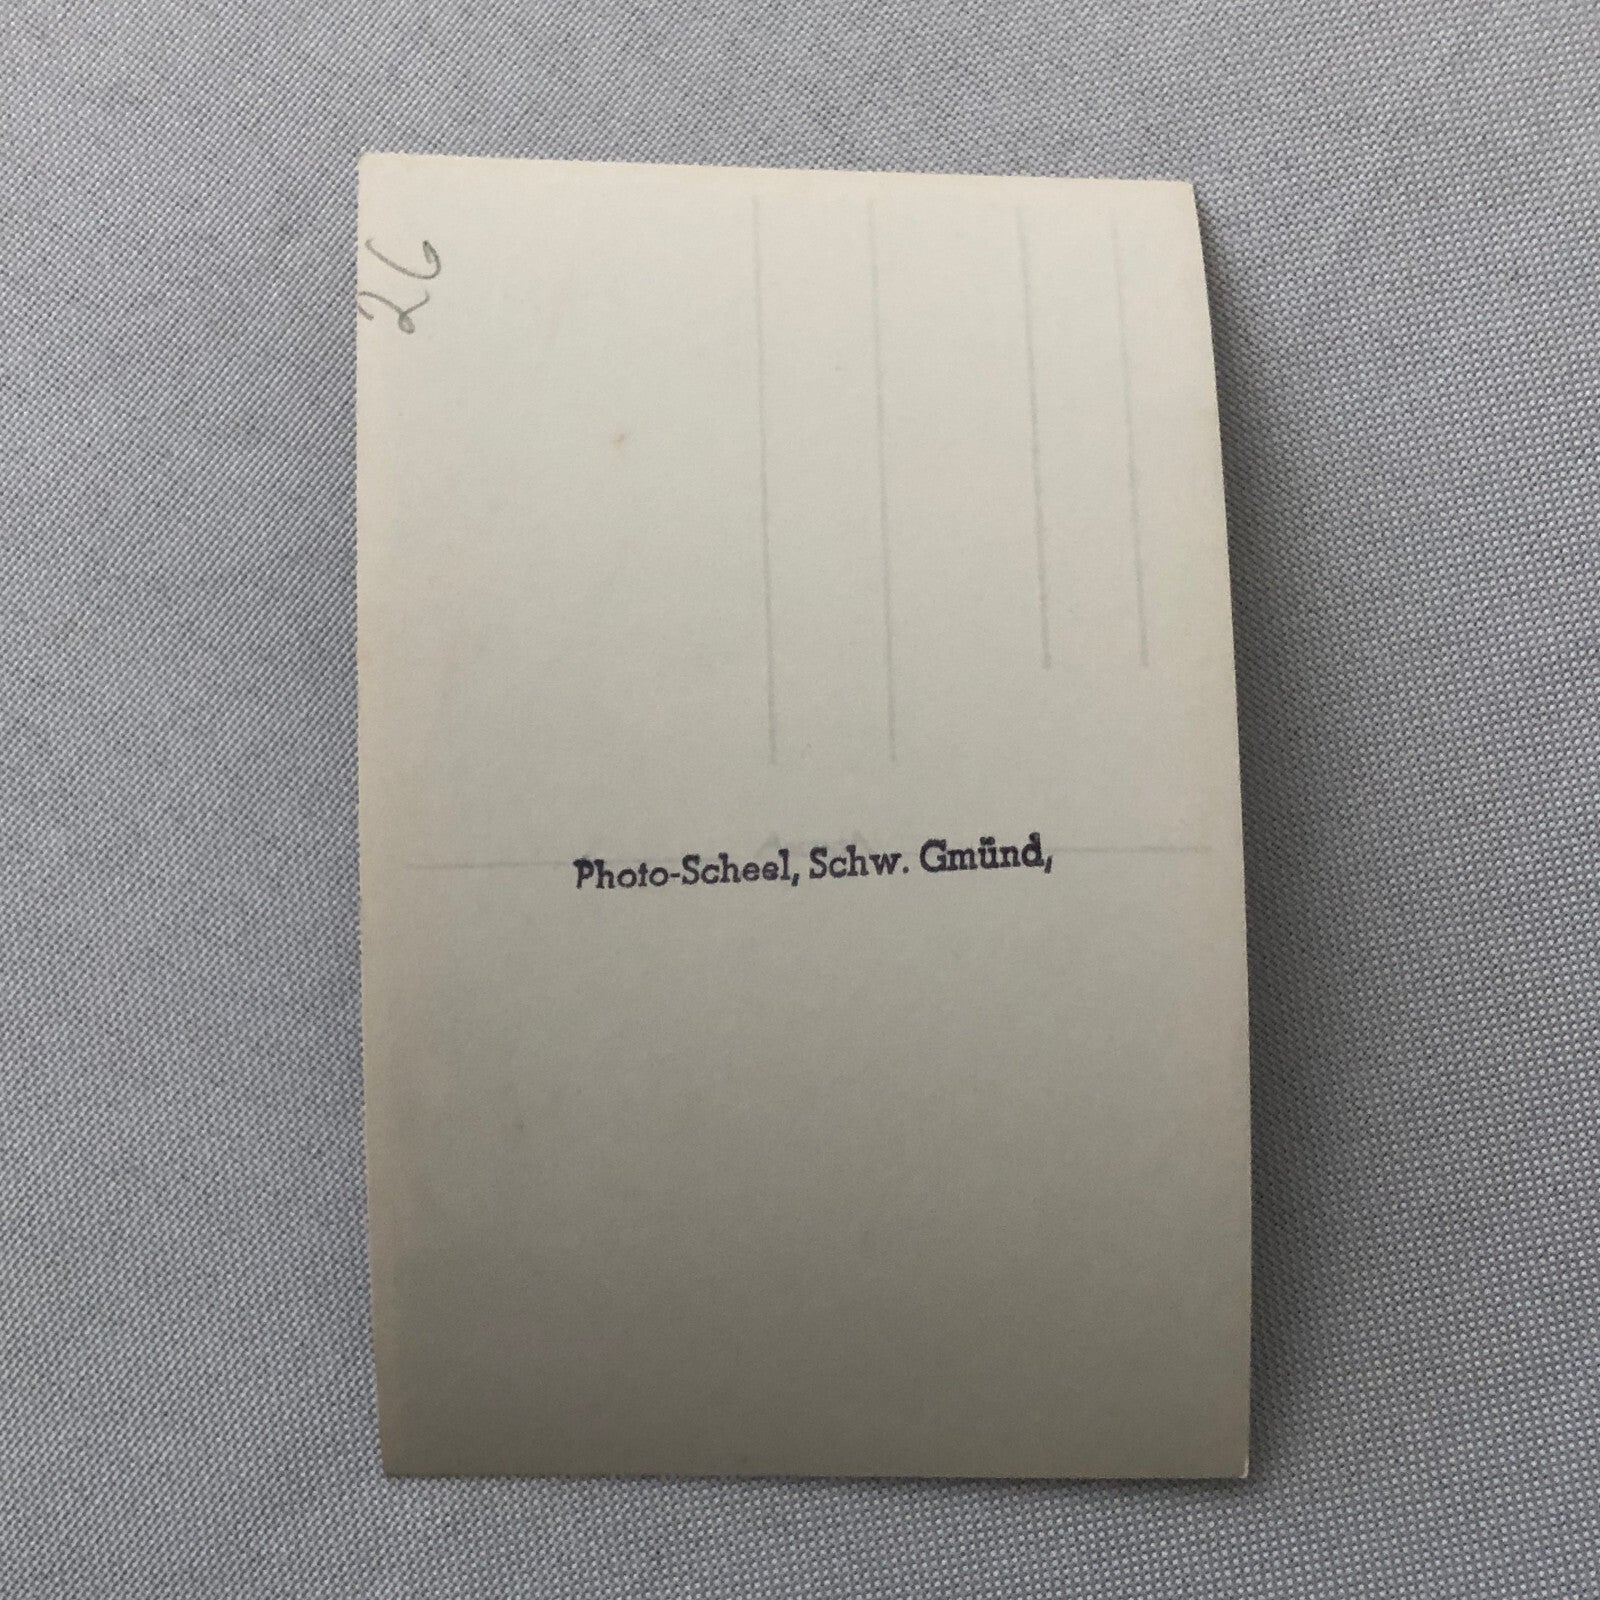 26
Photo-Scheel, Schw. Gmünd,